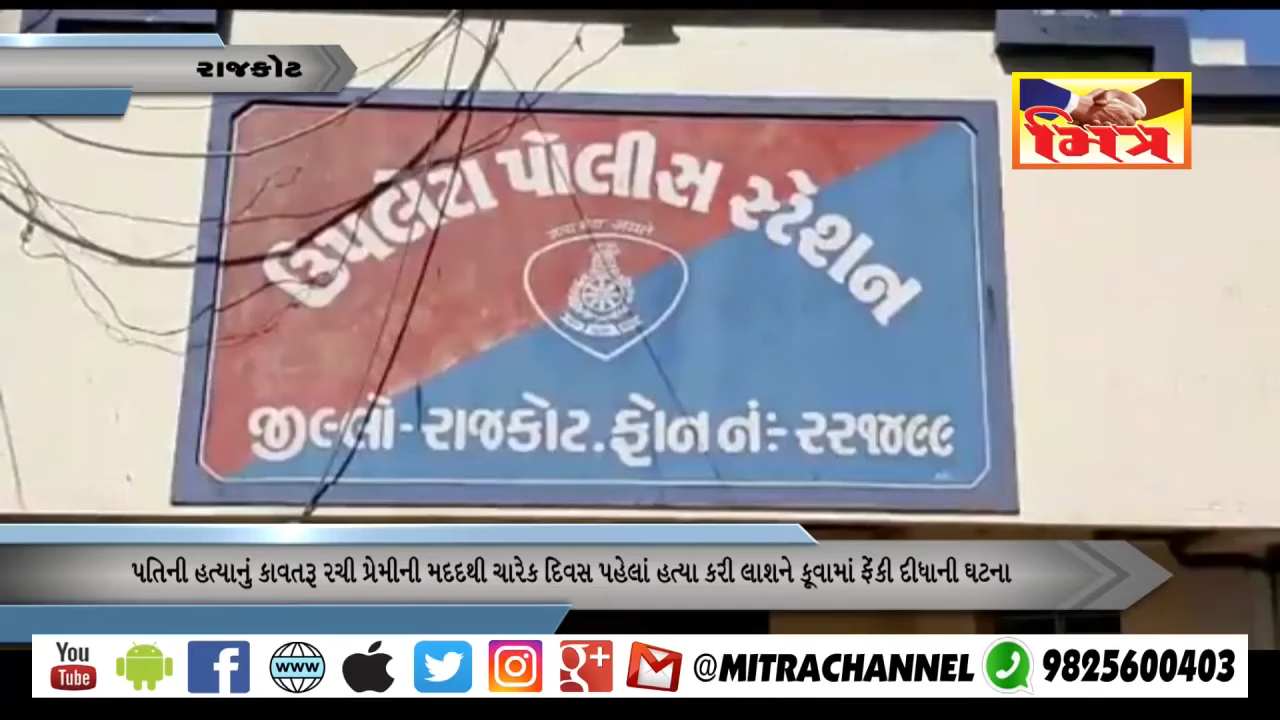 રાજકોટ
મિત્ર
ઉપલેટા પોલીસ સ્ટેશન
જીલ્લો-રાજકોટ. ફોન નં:- ૨૨૧૪૯૯
પતિની હત્યાનું કાવતરૂ રચી પ્રેમીની મદદથી ચારેક દિવસ પહેલાં હત્યા કરી લાશને કૂવામાં ફેંકી દીધાની ઘટના
You
Tube
f
www
g+
M
@MITRACHANNEL
9825600403